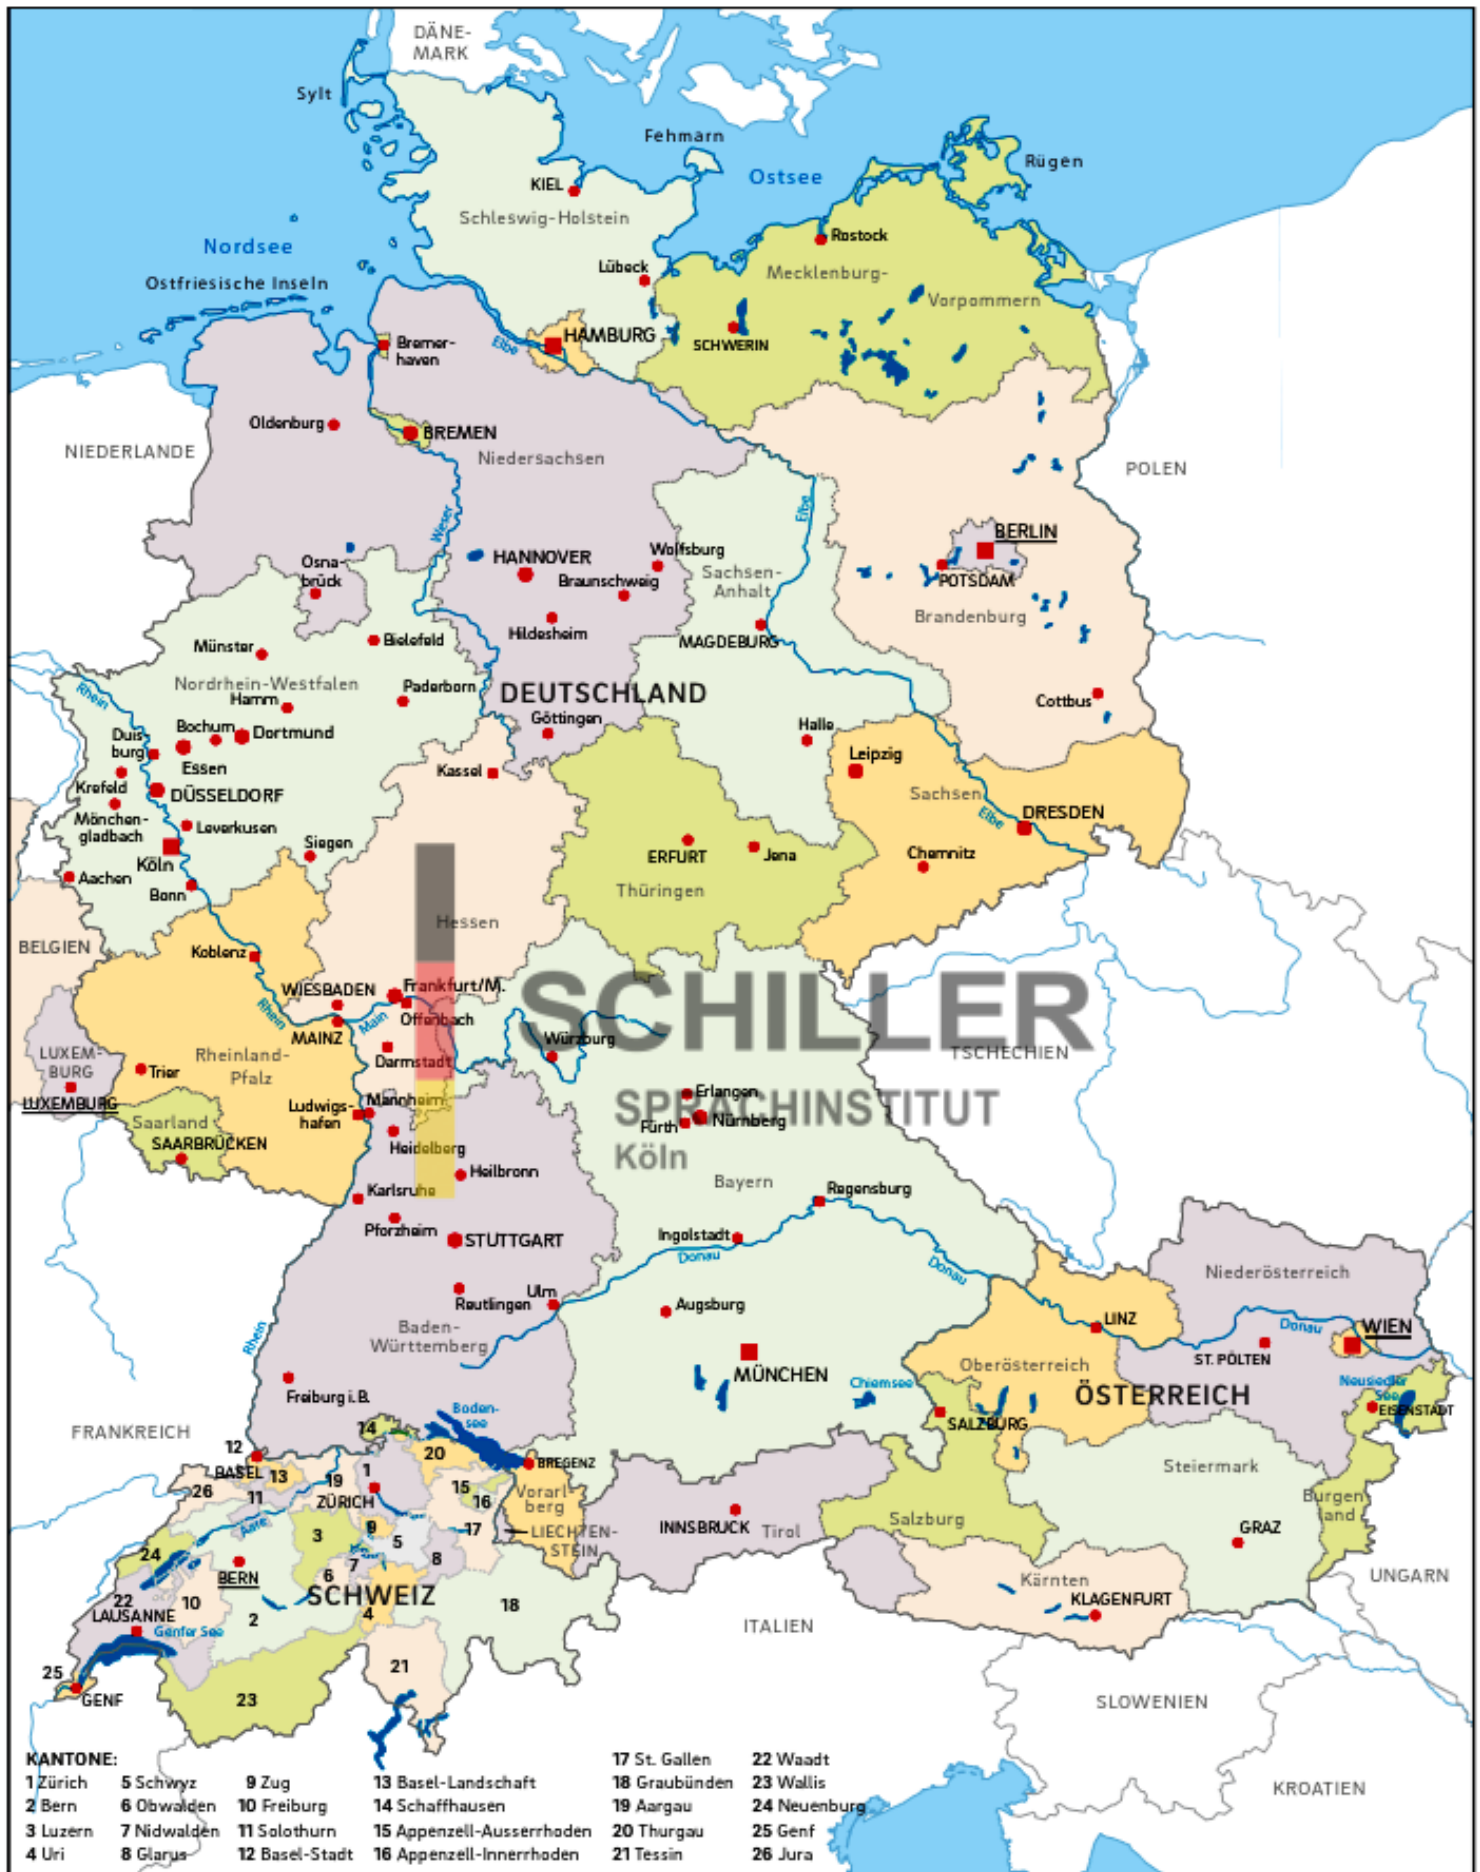 DÄNE-
MARK
Sylt
Fehmarn
Ostsee
Rügen
KIEL
Schleswig-Holstein
Nordsee
Rostock
Ostfriesische Inseln
Lübeck
Mecklenburg-
Vorpommern
Elbe
HAMBURG
SCHWERIN
Bremer-
haven
Oldenburg
BREMEN
NIEDERLANDE
Niedersachsen
POLEN
Weser
Elbe
BERLIN
Osna-
brück
HANNOVER
Wolfsburg
Braunschweig
Sachsen-
Anhalt
POTSDAM
Brandenburg
Hildesheim
MAGDEBURG
Münster
Bielefeld
Rhein
Nordrhein-Westfalen
Hamm
Paderborn
DEUTSCHLAND
Cottbus
Göttingen
Halle
Duis-
burg
Bochum
Dortmund
Essen
Kassel
Leipzig
Krefeld
DÜSSELDORF
Sachsen
Elbe
DRESDEN
Mönchen-
gladbach
Leverkusen
Köln
Siegen
ERFURT
Jena
Chemnitz
Aachen
Bonn
Thüringen
Hessen
BELGIEN
Koblenz
WIESBADEN
Frankfurt/M.
Rhein
MAINZ
Main
Offenbach
SCHILLER
Würzburg
LUXEM-
BURG
Rheinland-
Pfalz
Trier
Darmstadt
TSCHECHIEN
LUXEMBURG
Ludwigs-
hafen
Mannheim
Erlangen
SPRACHINSTITUT
Fürth
Nürnberg
Saarland
SAARBRÜCKEN
Heidelberg
Köln
Heilbronn
Bayern
Karlsruhe
Regensburg
Pforzheim
STUTTGART
Ingolstadt
Donau
Donau
Niederösterreich
Reutlingen
Ulm
Augsburg
LINZ
Rhein
Baden-
Württemberg
MÜNCHEN
Donau
WIEN
ST. PÖLTEN
Oberösterreich
Freiburg i.B.
Chiemsee
ÖSTERREICH
Neusiedler
See
EISENSTADT
FRANKREICH
Boden-
see
SALZBURG
14
12
BASEL
13
19
1
20
BREGENZ
Steiermark
26
11
ZÜRICH
15
16
Vorarl-
berg
Burgen
land
Aare
3
9
5
17
LIECHTEN-
STEIN
INNSBRUCK
Tirol
Salzburg
GRAZ
24
BERN
7
8
6
SCHWEIZ
Kärnten
KLAGENFURT
UNGARN
22
10
LAUSANNE
2
4
18
Genfer See
ITALIEN
25
GENF
23
21
SLOWENIEN
KROATIEN
KANTONE:
1 Zürich
2 Bern
3 Luzern
4 Uri
5 Schwyz
6 Obwalden
7 Nidwalden
8 Glarus
9 Zug
10 Freiburg
11 Solothurn
12 Basel-Stadt
13 Basel-Landschaft
14 Schaffhausen
15 Appenzell-Ausserrhoden
16 Appenzell-Innerrhoden
17 St. Gallen
18 Graubünden
19 Aargau
20 Thurgau
21 Tessin
22 Waadt
23 Wallis
24 Neuenburg
25 Genf
26 Jura